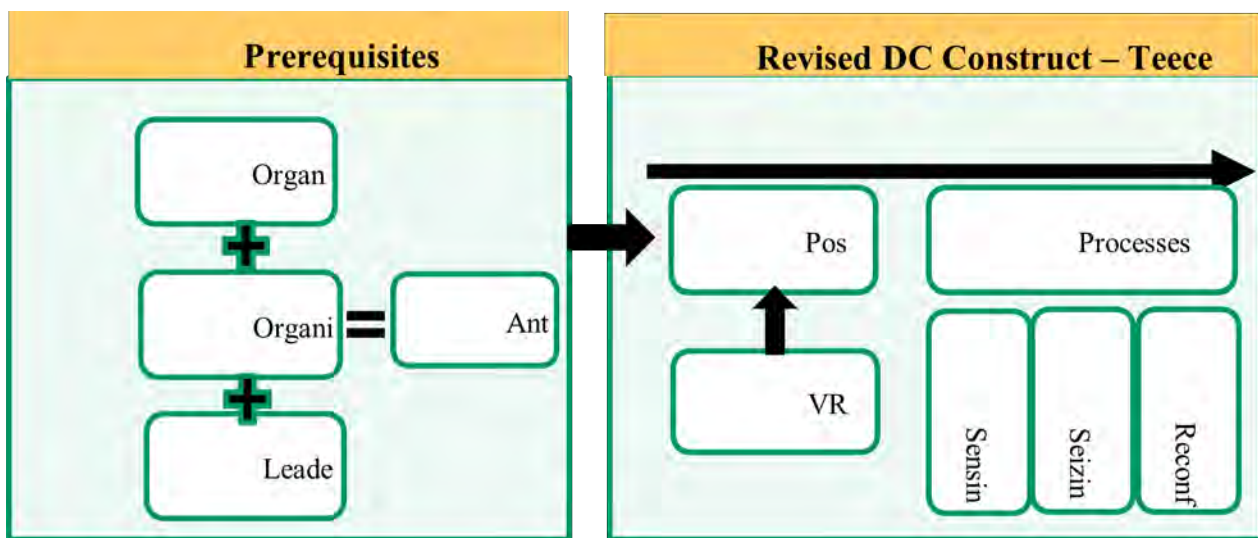 Prerequisites
Organ
+
Organi
=
Ant
+
Leade
Revised DC Construct – Teece
Pos
Processes
VR
Sensin
Seizin
Reconf